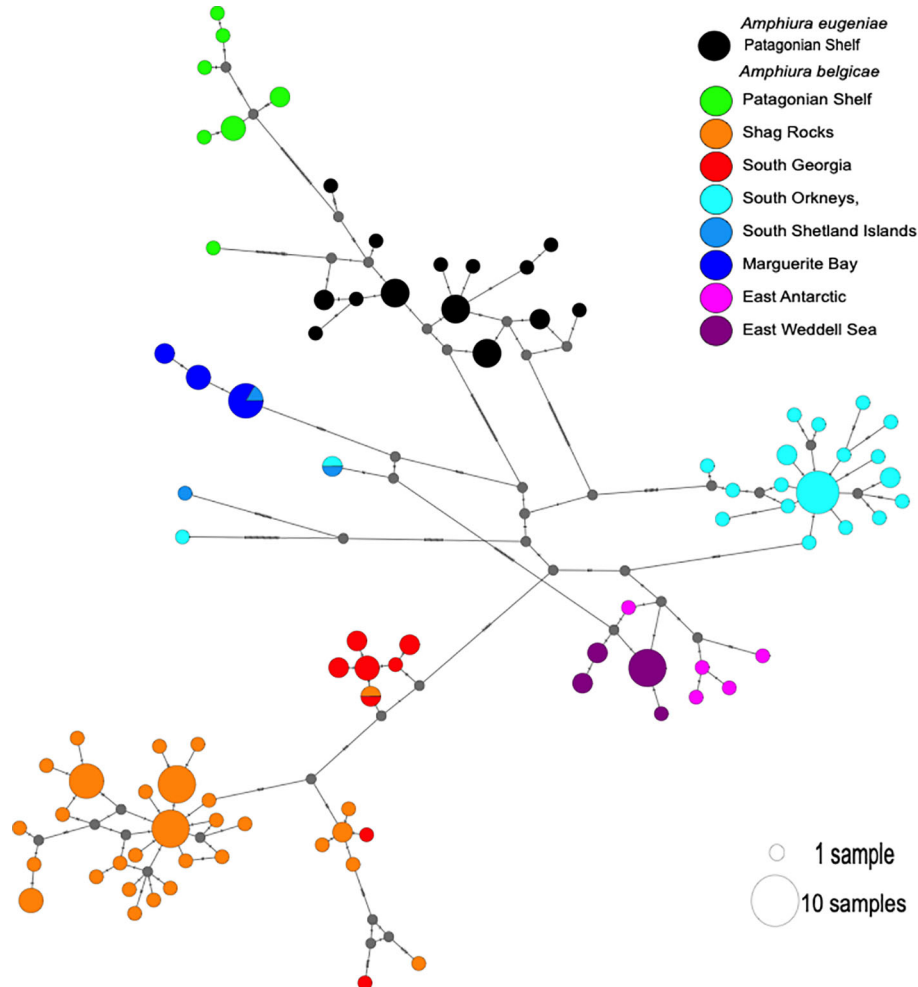 Amphiura eugeniae
Patagonian Shelf
Amphiura belgicae
Patagonian Shelf
Shag Rocks
South Georgia
South Orkneys,
South Shetland Islands
Marguerite Bay
East Antarctic
East Weddell Sea
1 sample
10 samples